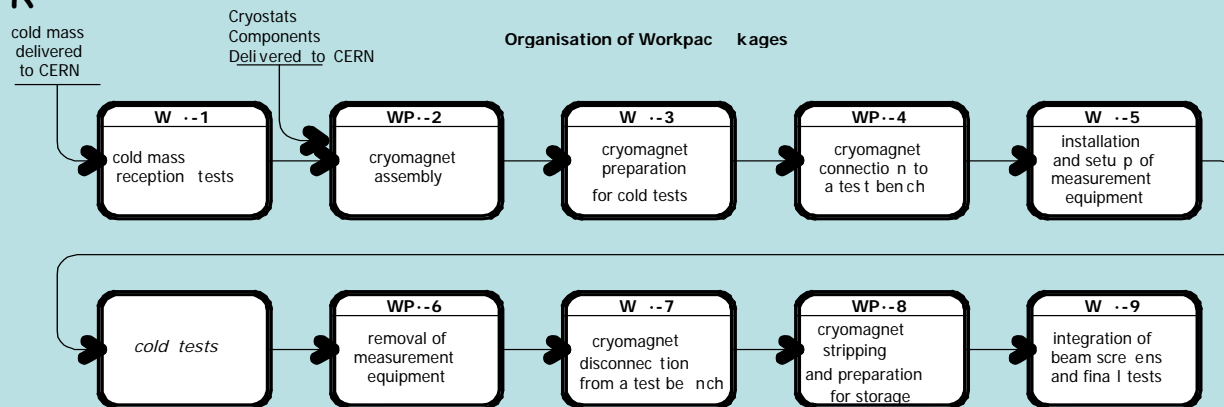 cold mass
delivered
to CERN
Cryostats
Components
Delivered to CERN
Organisation of Workpac kages
W ·-1
cold mass
reception tests
WP·-2
cryomagnet
assembly
W ·-3
cryomagnet
preparation
for cold tests
WP·-4
cryomagnet
connectio n to
a tes t ben ch
W ·-5
installation
and setu p of
measurement
equipment
cold tests
WP·-6
removal of
measurement
equipment
W ·-7
cryomagnet
disconnec tion
from a test be nch
WP·-8
cryomagnet
stripping
and preparation
for storage
W ·-9
integration of
beam scre ens
and fina l tests